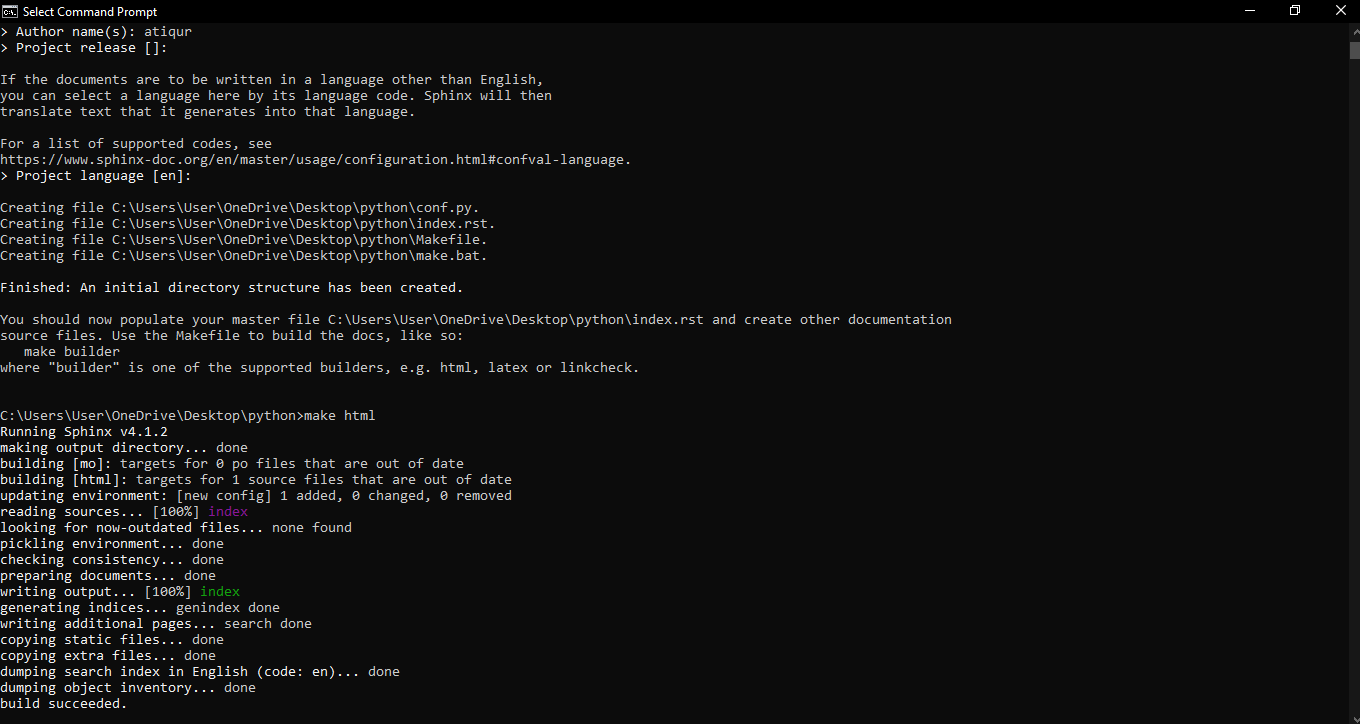 Select Command Prompt
> Author name(s): atiqur
> Project release []:
If the documents are to be written in a language other than English,
you can select a language here by its language code. Sphinx will then
translate text that it generates into that language.
For a list of supported codes, see
https://www.sphinx-doc.org/en/master/usage/configuration.html#confval-language.
> Project language [en]:
Creating file C:\Users\User\OneDrive\Desktop\python\conf.py.
Creating file C:\Users\User\OneDrive\Desktop\python\index.rst.
Creating file C:\Users\User\OneDrive\Desktop\python\Makefile.
Creating file C:\Users\User\OneDrive\Desktop\python\make.bat.
Finished: An initial directory structure has been created.
You should now populate your master file C:\Users\User\OneDrive\Desktop\python\index.rst and create other documentation
source files. Use the Makefile to build the docs, like so:
   make builder
where "builder" is one of the supported builders, e.g. html, latex or linkcheck.
C:\Users\User\OneDrive\Desktop\python>make html
Running Sphinx v4.1.2
making output directory... done
building [mo]: targets for 0 po files that are out of date
building [html]: targets for 1 source files that are out of date
updating environment: [new config] 1 added, 0 changed, 0 removed
reading sources... [100%] index
looking for now-outdated files... none found
pickling environment... done
checking consistency... done
preparing documents... done
writing output... [100%] index
generating indices... genindex done
writing additional pages... search done
copying static files... done
copying extra files... done
dumping search index in English (code: en)... done
dumping object inventory... done
build succeeded.